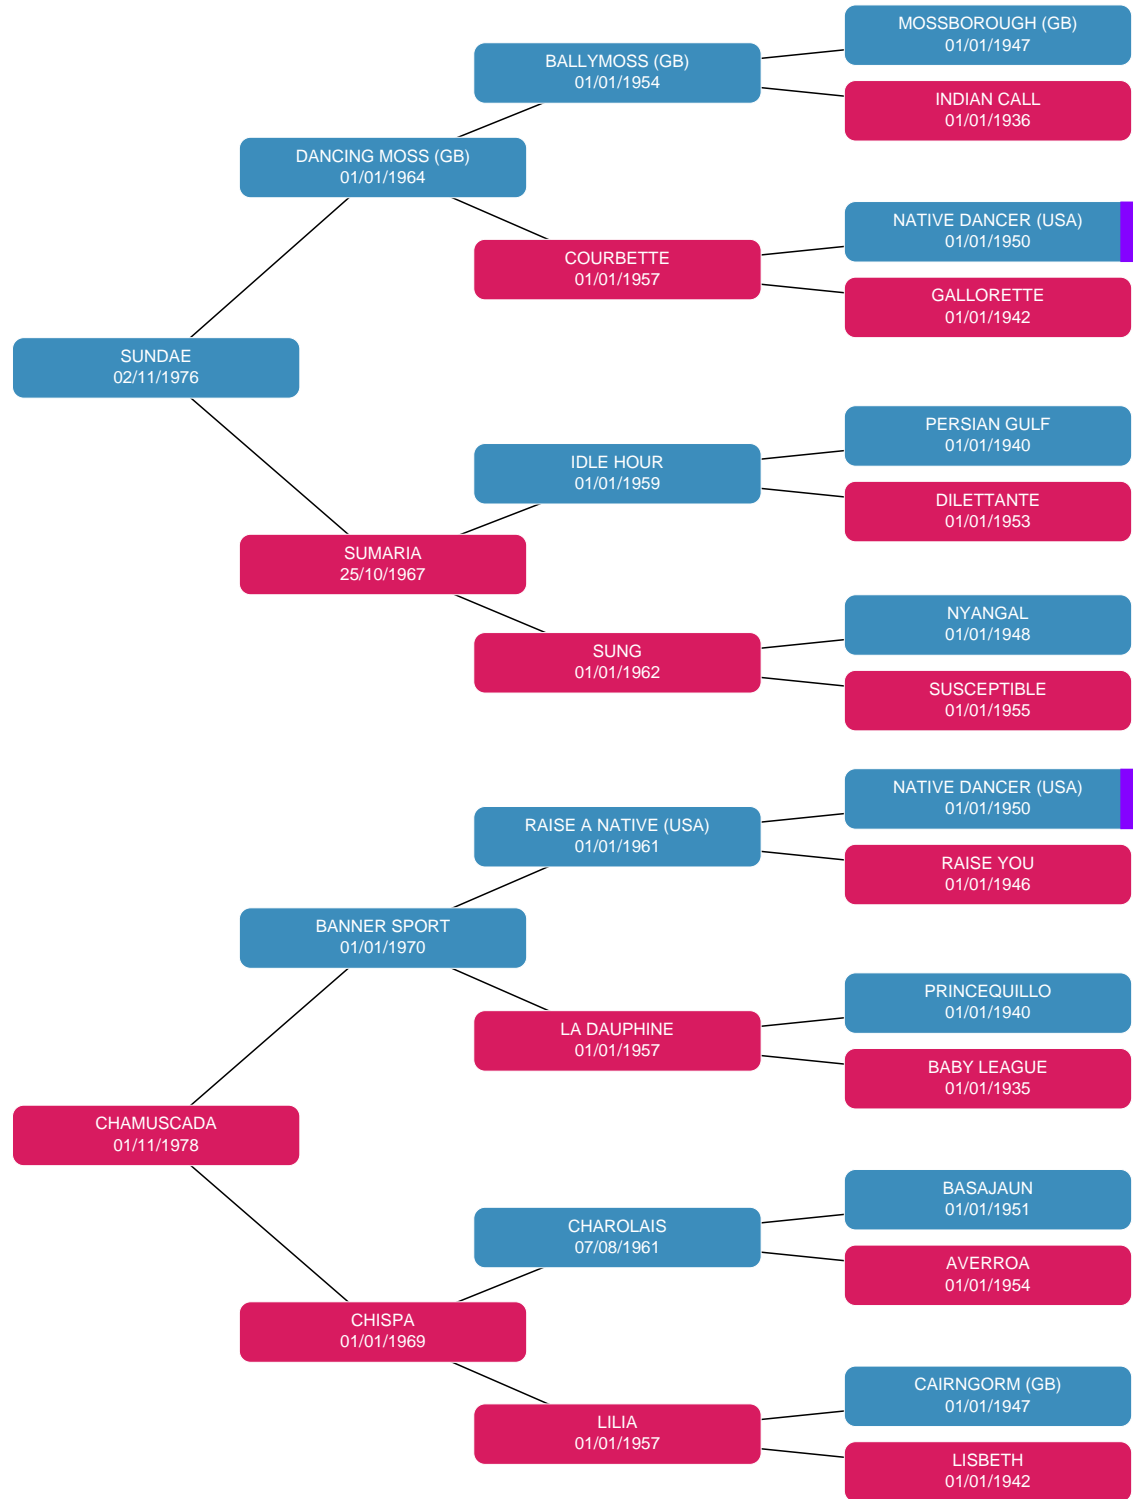 MOSSBOROUGH (GB)
01/01/1947
BALLYMOSS (GB)
01/01/1954
INDIAN CALL
01/01/1936
DANCING MOSS (GB)
01/01/1964
NATIVE DANCER (USA)
01/01/1950
COURBETTE
01/01/1957
GALLORETTE
01/01/1942
SUNDAE
02/11/1976
PERSIAN GULF
01/01/1940
IDLE HOUR
01/01/1959
DILETTANTE
01/01/1953
SUMARIA
25/10/1967
NYANGAL
01/01/1948
SUNG
01/01/1962
SUSCEPTIBLE
01/01/1955
NATIVE DANCER (USA)
01/01/1950
RAISE A NATIVE (USA)
01/01/1961
RAISE YOU
01/01/1946
BANNER SPORT
01/01/1970
PRINCEQUILLO
01/01/1940
LA DAUPHINE
01/01/1957
BABY LEAGUE
01/01/1935
CHAMUSCADA
01/11/1978
BASAJAUN
01/01/1951
CHAROLAIS
07/08/1961
AVERROA
01/01/1954
CHISPA
01/01/1969
CAIRNGORM (GB)
01/01/1947
LILIA
01/01/1957
LISBETH
01/01/1942